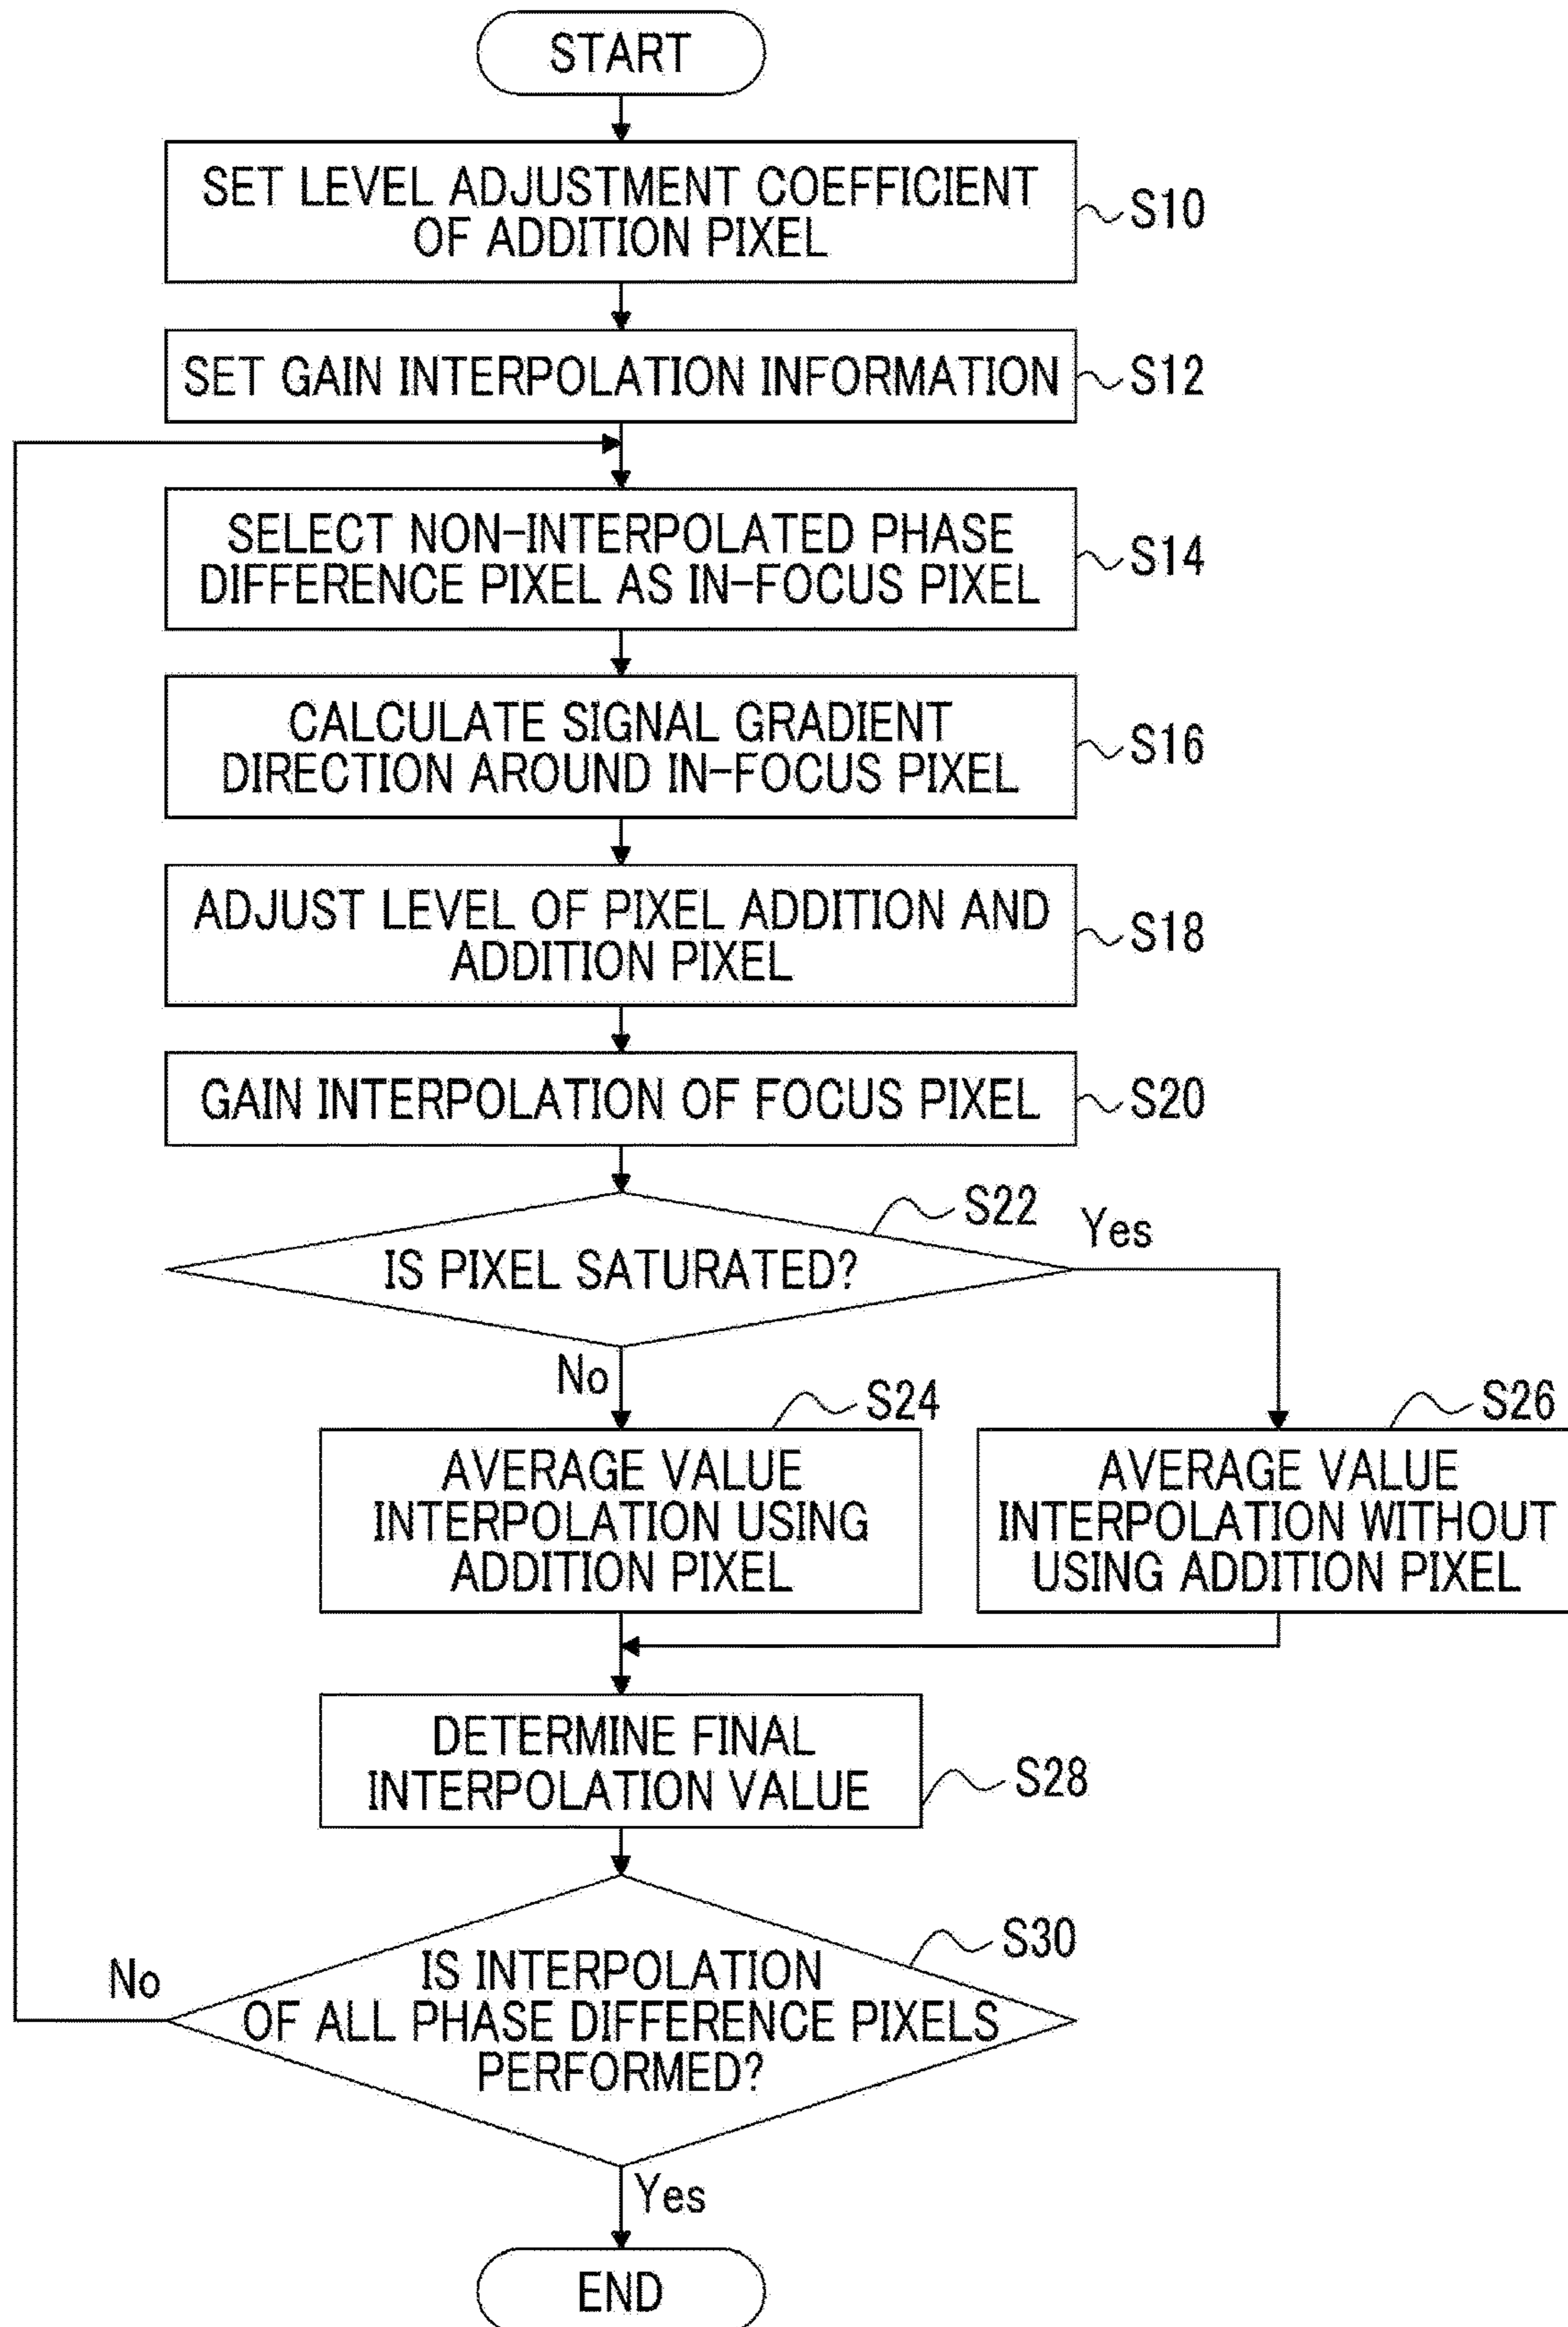 START
SET LEVEL ADJUSTMENT COEFFICIENT
OF ADDITION PIXEL
S10
SET GAIN INTERPOLATION INFORMATION
S12
SELECT NON-INTERPOLATED PHASE
DIFFERENCE PIXEL AS IN-FOCUS PIXEL
S14
CALCULATE SIGNAL GRADIENT
DIRECTION AROUND IN-FOCUS PIXEL
S16
ADJUST LEVEL OF PIXEL ADDITION AND
ADDITION PIXEL
S18
GAIN INTERPOLATION OF FOCUS PIXEL
S20
S22
Yes
IS PIXEL SATURATED?
No
S24
AVERAGE VALUE
INTERPOLATION USING
ADDITION PIXEL
S26
AVERAGE VALUE
INTERPOLATION WITHOUT
USING ADDITION PIXEL
DETERMINE FINAL
INTERPOLATION VALUE
S28
S30
No
IS INTERPOLATION
OF ALL PHASE DIFFERENCE PIXELS
PERFORMED?
Yes
END